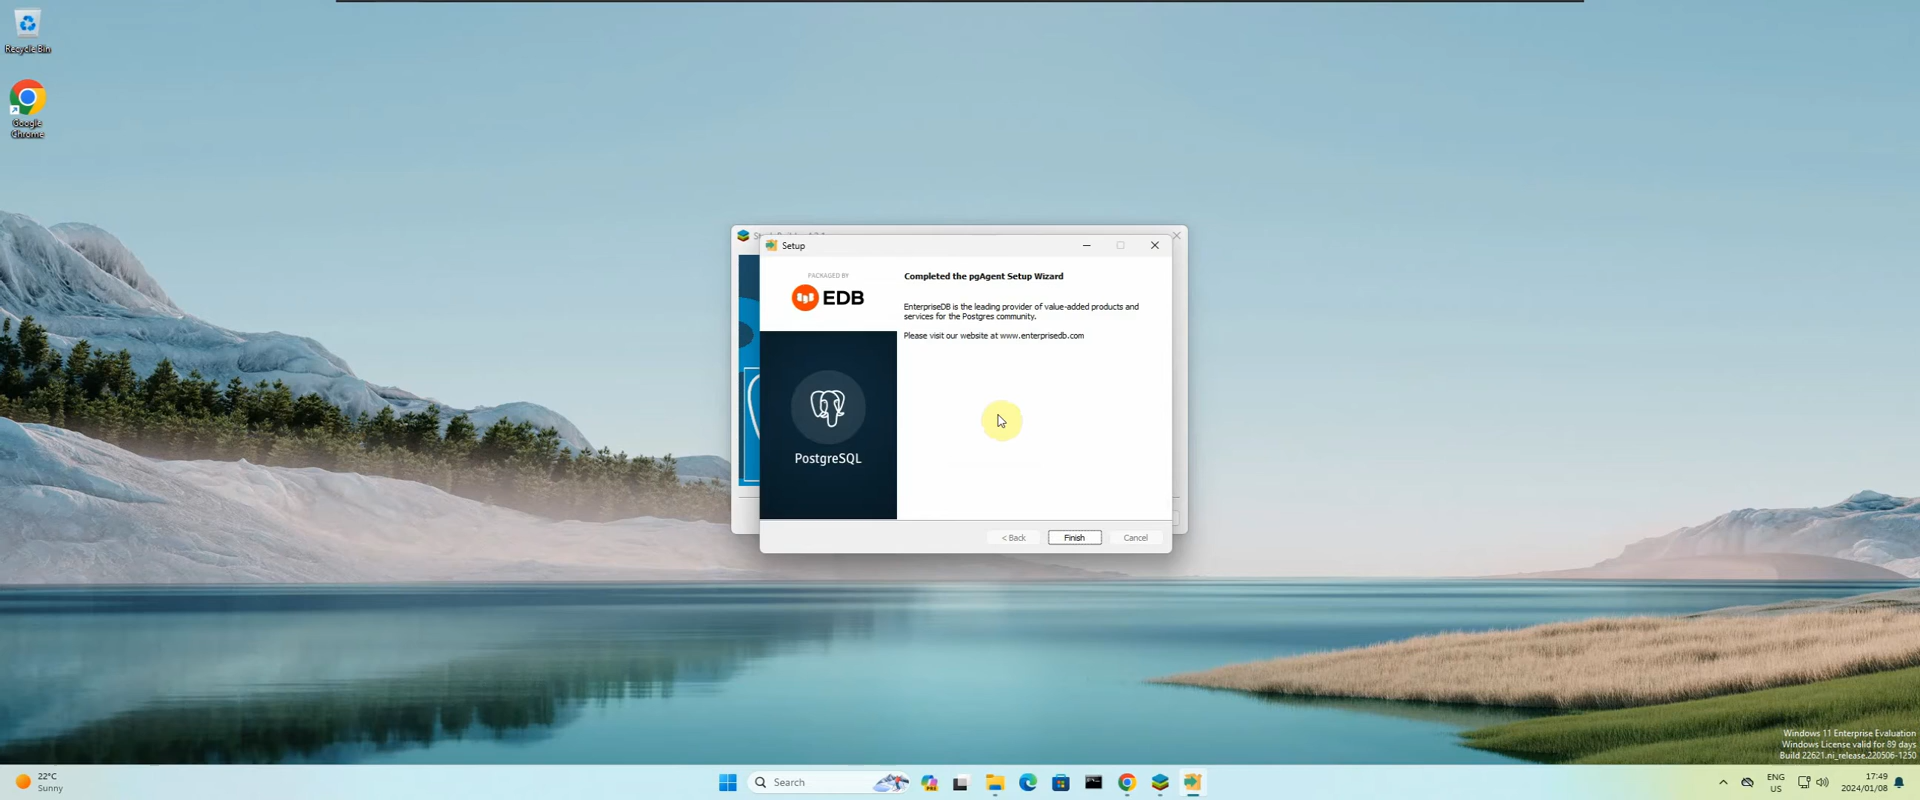 Recycle Bin
Google
Chrome
Setup
PACKAGED BY
EDB
PostgreSQL
Completed the pgAgent Setup Wizard
EnterpriseDB is the leading provider of value-added products and
services for the Postgres community.
Please visit our website at www.enterprisedb.com
< Back
Finish
Cancel
Windows 11 Enterprise Evaluation
Windows License valid for 89 days
Build 22621.ni_release.220506-1250
22°C
Sunny
Search
PRE
ENG
US
17:49
2024/01/08